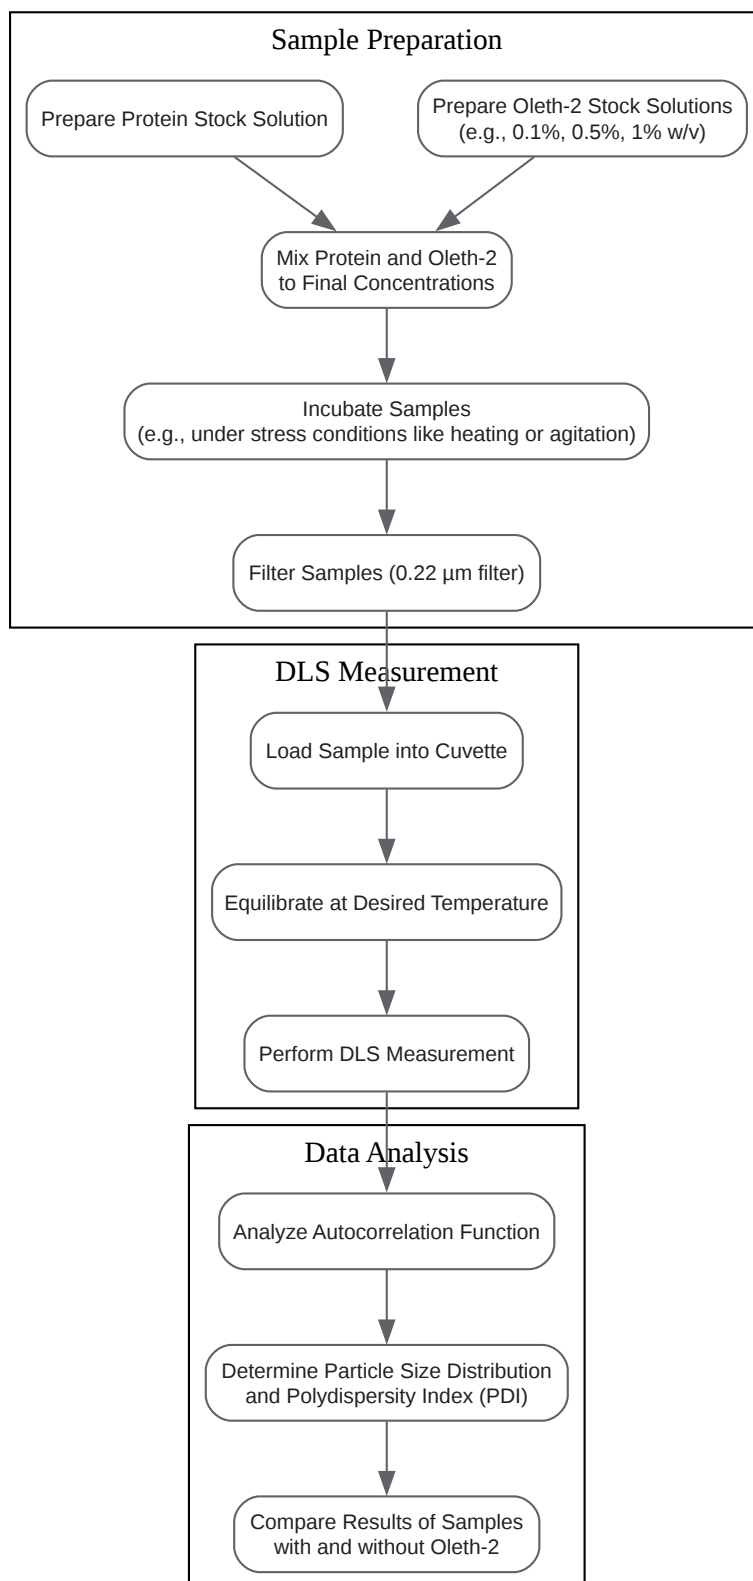 Sample Preparation
Prepare Protein Stock Solution
Prepare Oleth-2 Stock Solutions
(e.g., 0.1%, 0.5%, 1% w/v)
Mix Protein and Oleth-2
to Final Concentrations
Incubate Samples
(e.g., under stress conditions like heating or agitation)
Filter Samples (0.22 µm filter)
DLS Measurement
Load Sample into Cuvette
Equilibrate at Desired Temperature
Perform DLS Measurement
Data Analysis
Analyze Autocorrelation Function
Determine Particle Size Distribution
and Polydispersity Index (PDI)
Compare Results of Samples
with and without Oleth-2